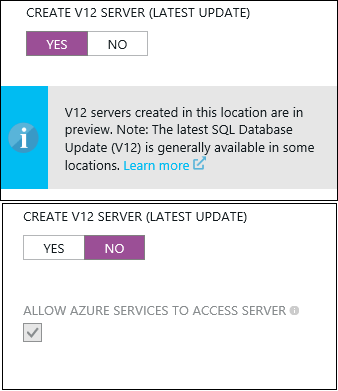 CREATE V12 SERVER (LATEST UPDATE)
YES NO
V12 servers created in this location are in
preview. Note: The latest SQL Database
Update (V12) is generally available in some
locations. Learn more
CREATE V12 SERVER (LATEST UPDATE)
YES NO
ALLOW AZURE SERVICES TO ACCESS SERVER